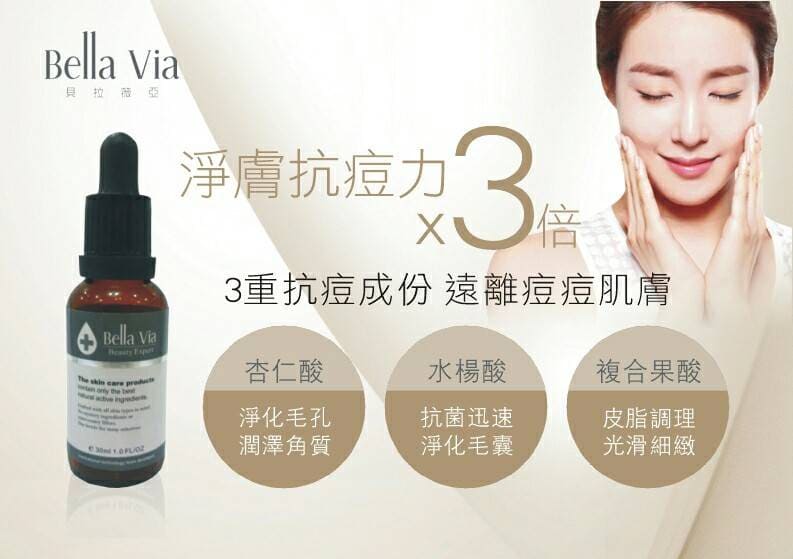 Bella Via
貝拉薇亞
淨膚抗痘力
x3倍
3重抗痘成份 遠離痘痘肌膚
杏仁酸
淨化毛孔
潤澤角質
水楊酸
抗菌迅速
淨化毛囊
複合果酸
皮脂調理
光滑細緻
Bella Via
Beauty Expert
The skin care products
contain only the best
natural active ingredients.
e 30ml 1.0 FL/OZ